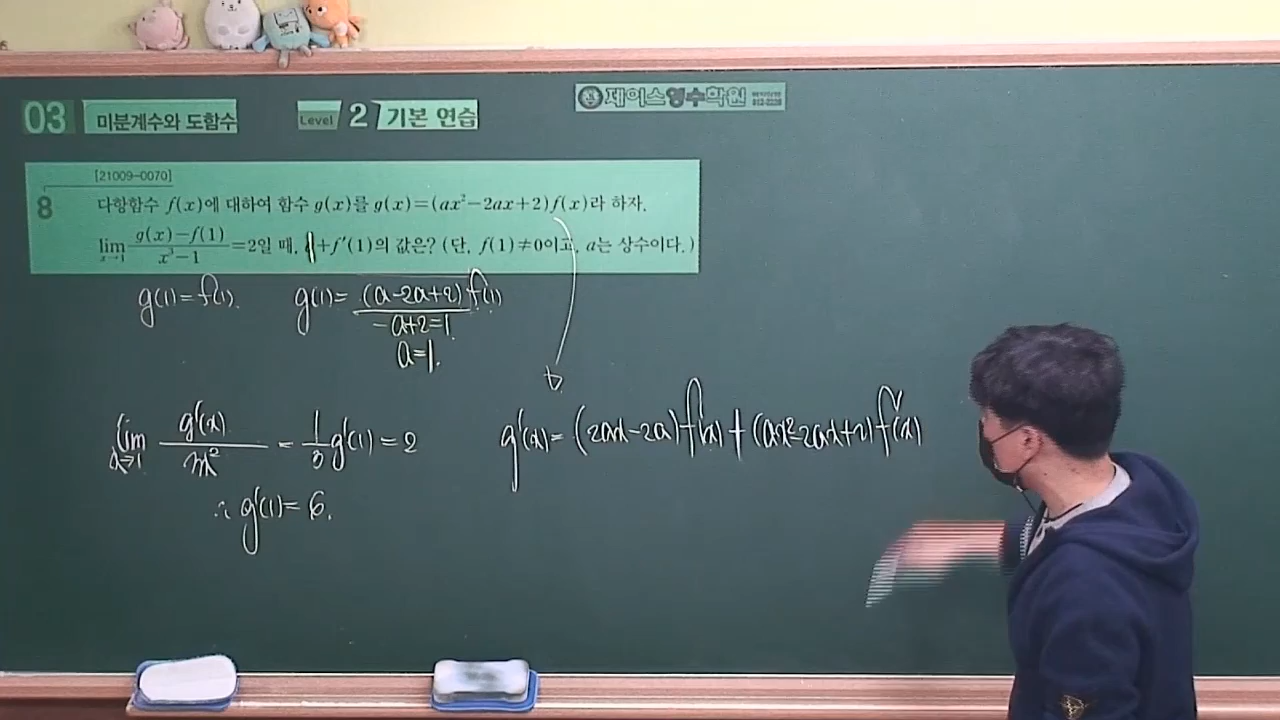 03 미분계수와 도함수
Level 2 기본 연습
제이스영수학원
[21009-0070]
8 다항함수 f(x)에 대하여 함수 g(x)를 g(x)=(ax²-2ax+2)f(x)라 하자.
lim x→1 (g(x)-f(1))/(x³-1)=2일 때, 1+f'(1)의 값은? (단, f(1)≠0이고, a는 상수이다.)
g(1)=f(1). g(1)=(a-2a+2)f(1)
-a+2=1
a=1.
lim x→1 g'(x)/3x² = 1/3 g'(1)=2
∴ g'(1)=6.
g'(x)=(2ax-2a)f(x)+(ax²-2ax+2)f'(x)